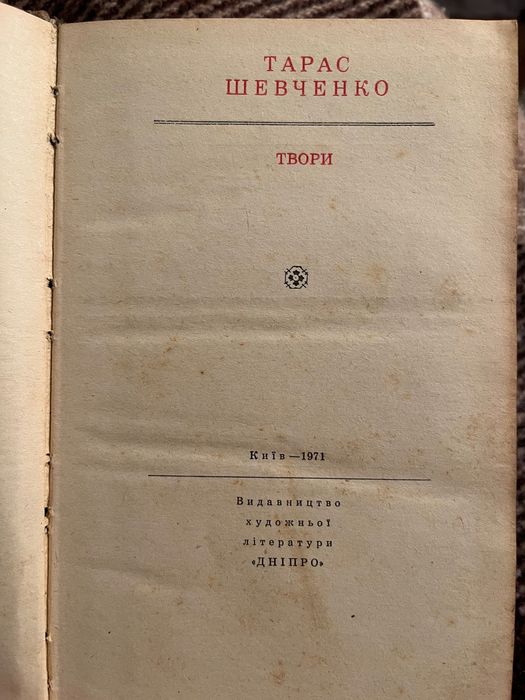 ТАРАС
ШЕВЧЕНКО
ТВОРИ
Київ—1971
Видавництво
художньої
літератури
«ДНІПРО»